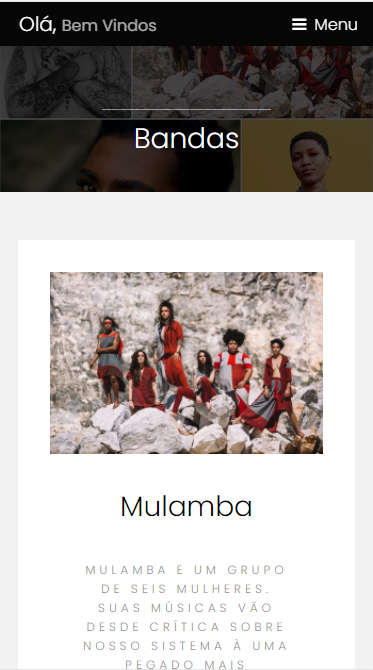 Olá, Bem Vindos
Menu
Bandas
Mulamba
MULAMBA E UM GRUPO
DE SEIS MULHERES.
SUAS MÚSICAS VÃO
DESDE CRÍTICA SOBRE
NOSSO SISTEMA À UMA
PEGADO MAIS